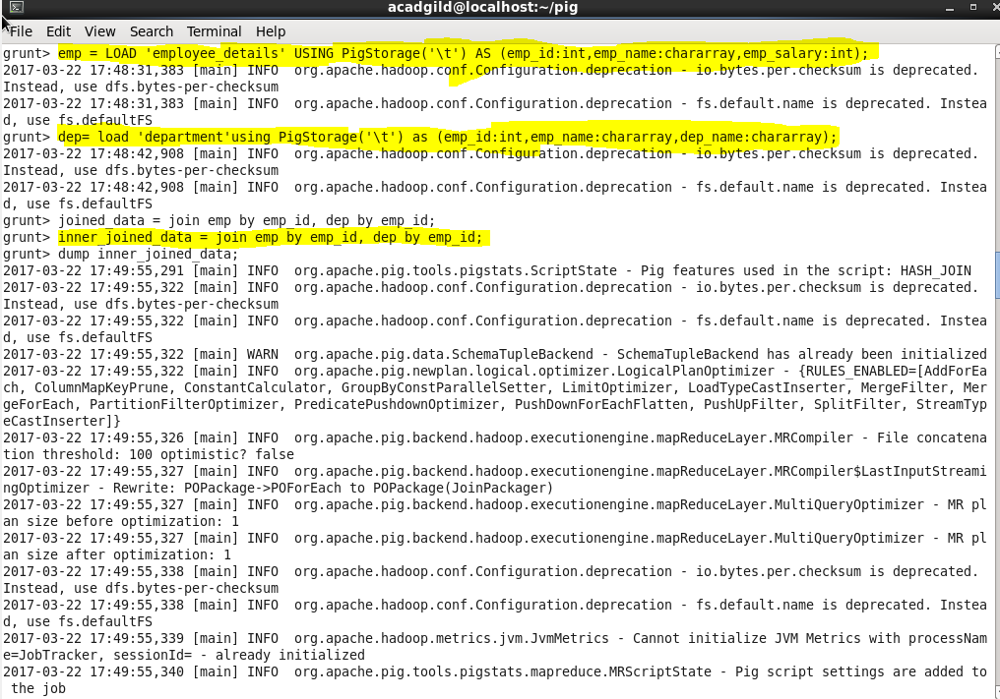 acadgild@localhost:~/pig
File Edit View Search Terminal Help
grunt> emp = LOAD 'employee_details' USING PigStorage('\t') AS (emp_id:int,emp_name:chararray,emp_salary:int);
2017-03-22 17:48:31,383 [main] INFO  org.apache.hadoop.conf.Configuration.deprecation - io.bytes.per.checksum is deprecated.
Instead, use dfs.bytes-per-checksum
2017-03-22 17:48:31,383 [main] INFO  org.apache.hadoop.conf.Configuration.deprecation - fs.default.name is deprecated. Instea
d, use fs.defaultFS
grunt> dep= load 'department'using PigStorage('\t') as (emp_id:int,emp_name:chararray,dep_name:chararray);
2017-03-22 17:48:42,908 [main] INFO  org.apache.hadoop.conf.Configuration.deprecation - io.bytes.per.checksum is deprecated.
Instead, use dfs.bytes-per-checksum
2017-03-22 17:48:42,908 [main] INFO  org.apache.hadoop.conf.Configuration.deprecation - fs.default.name is deprecated. Instea
d, use fs.defaultFS
grunt> joined_data = join emp by emp_id, dep by emp_id;
grunt> inner_joined_data = join emp by emp_id, dep by emp_id;
grunt> dump inner_joined_data;
2017-03-22 17:49:55,291 [main] INFO  org.apache.pig.tools.pigstats.ScriptState - Pig features used in the script: HASH_JOIN
2017-03-22 17:49:55,322 [main] INFO  org.apache.hadoop.conf.Configuration.deprecation - io.bytes.per.checksum is deprecated.
Instead, use dfs.bytes-per-checksum
2017-03-22 17:49:55,322 [main] INFO  org.apache.hadoop.conf.Configuration.deprecation - fs.default.name is deprecated. Instea
d, use fs.defaultFS
2017-03-22 17:49:55,322 [main] WARN  org.apache.pig.data.SchemaTupleBackend - SchemaTupleBackend has already been initialized
2017-03-22 17:49:55,322 [main] INFO  org.apache.pig.newplan.logical.optimizer.LogicalPlanOptimizer - {RULES_ENABLED=[AddForEa
ch, ColumnMapKeyPrune, ConstantCalculator, GroupByConstParallelSetter, LimitOptimizer, LoadTypeCastInserter, MergeFilter, Mer
geForEach, PartitionFilterOptimizer, PredicatePushdownOptimizer, PushDownForEachFlatten, PushUpFilter, SplitFilter, StreamTyp
eCastInserter]}
2017-03-22 17:49:55,326 [main] INFO  org.apache.pig.backend.hadoop.executionengine.mapReduceLayer.MRCompiler - File concatena
tion threshold: 100 optimistic? false
2017-03-22 17:49:55,327 [main] INFO  org.apache.pig.backend.hadoop.executionengine.mapReduceLayer.MRCompiler$LastInputStreami
ngOptimizer - Rewrite: POPackage->POForEach to POPackage(JoinPackager)
2017-03-22 17:49:55,327 [main] INFO  org.apache.pig.backend.hadoop.executionengine.mapReduceLayer.MultiQueryOptimizer - MR pl
an size before optimization: 1
2017-03-22 17:49:55,327 [main] INFO  org.apache.pig.backend.hadoop.executionengine.mapReduceLayer.MultiQueryOptimizer - MR pl
an size after optimization: 1
2017-03-22 17:49:55,338 [main] INFO  org.apache.hadoop.conf.Configuration.deprecation - io.bytes.per.checksum is deprecated.
Instead, use dfs.bytes-per-checksum
2017-03-22 17:49:55,338 [main] INFO  org.apache.hadoop.conf.Configuration.deprecation - fs.default.name is deprecated. Instea
d, use fs.defaultFS
2017-03-22 17:49:55,339 [main] INFO  org.apache.hadoop.metrics.jvm.JvmMetrics - Cannot initialize JVM Metrics with processNam
e=JobTracker, sessionId= - already initialized
2017-03-22 17:49:55,340 [main] INFO  org.apache.pig.tools.pigstats.mapreduce.MRScriptState - Pig script settings are added to
 the job